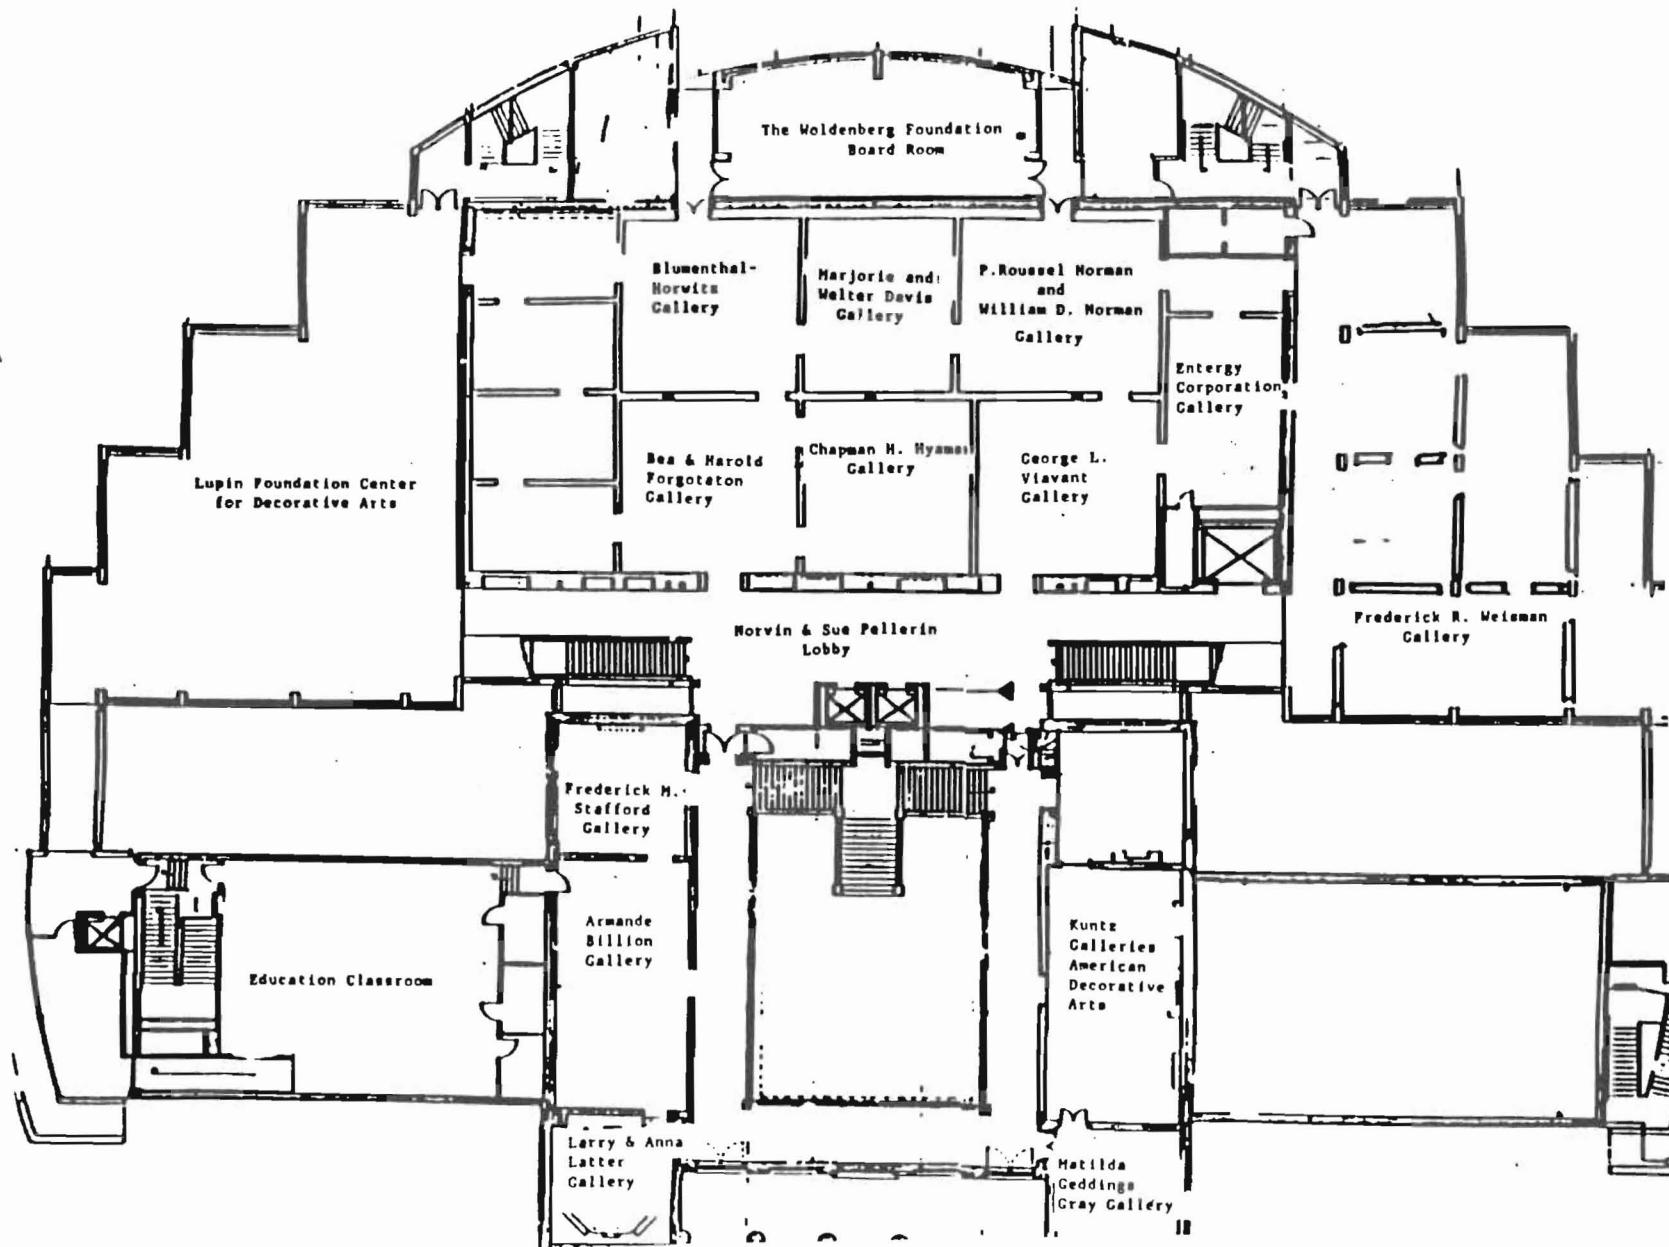 The Woldenberg Foundation
Board Room
Blumenthal-
Horwitz
Gallery
Marjorie and
Walter Davis
Gallery
P.Roussel Norman
and
William D. Norman
Gallery
Entergy
Corporation
Gallery
Lupin Foundation Center
for Decorative Arts
Bea & Harold
Forgotston
Gallery
Chapman H. Hyams
Gallery
George L.
Viavant
Gallery
Norvin & Sue Pellerin
Lobby
Frederick R. Weisman
Gallery
Frederick M.
Stafford
Gallery
Armande
Billion
Gallery
Education Classroom
Kuntz
Galleries
American
Decorative
Arts
Larry & Anna
Latter
Gallery
Matilda
Geddings
Gray Gallery